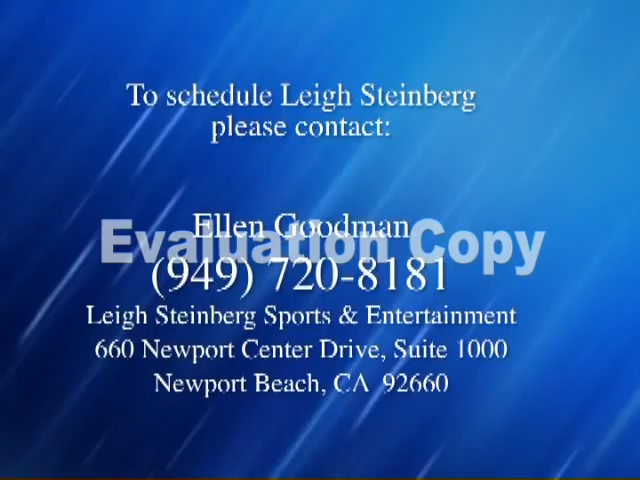 To schedule Leigh Steinberg
please contact:
Ellen Goodman
Evaluation Copy
(949) 720-8181
Leigh Steinberg Sports & Entertainment
660 Newport Center Drive, Suite 1000
Newport Beach, CA  92660